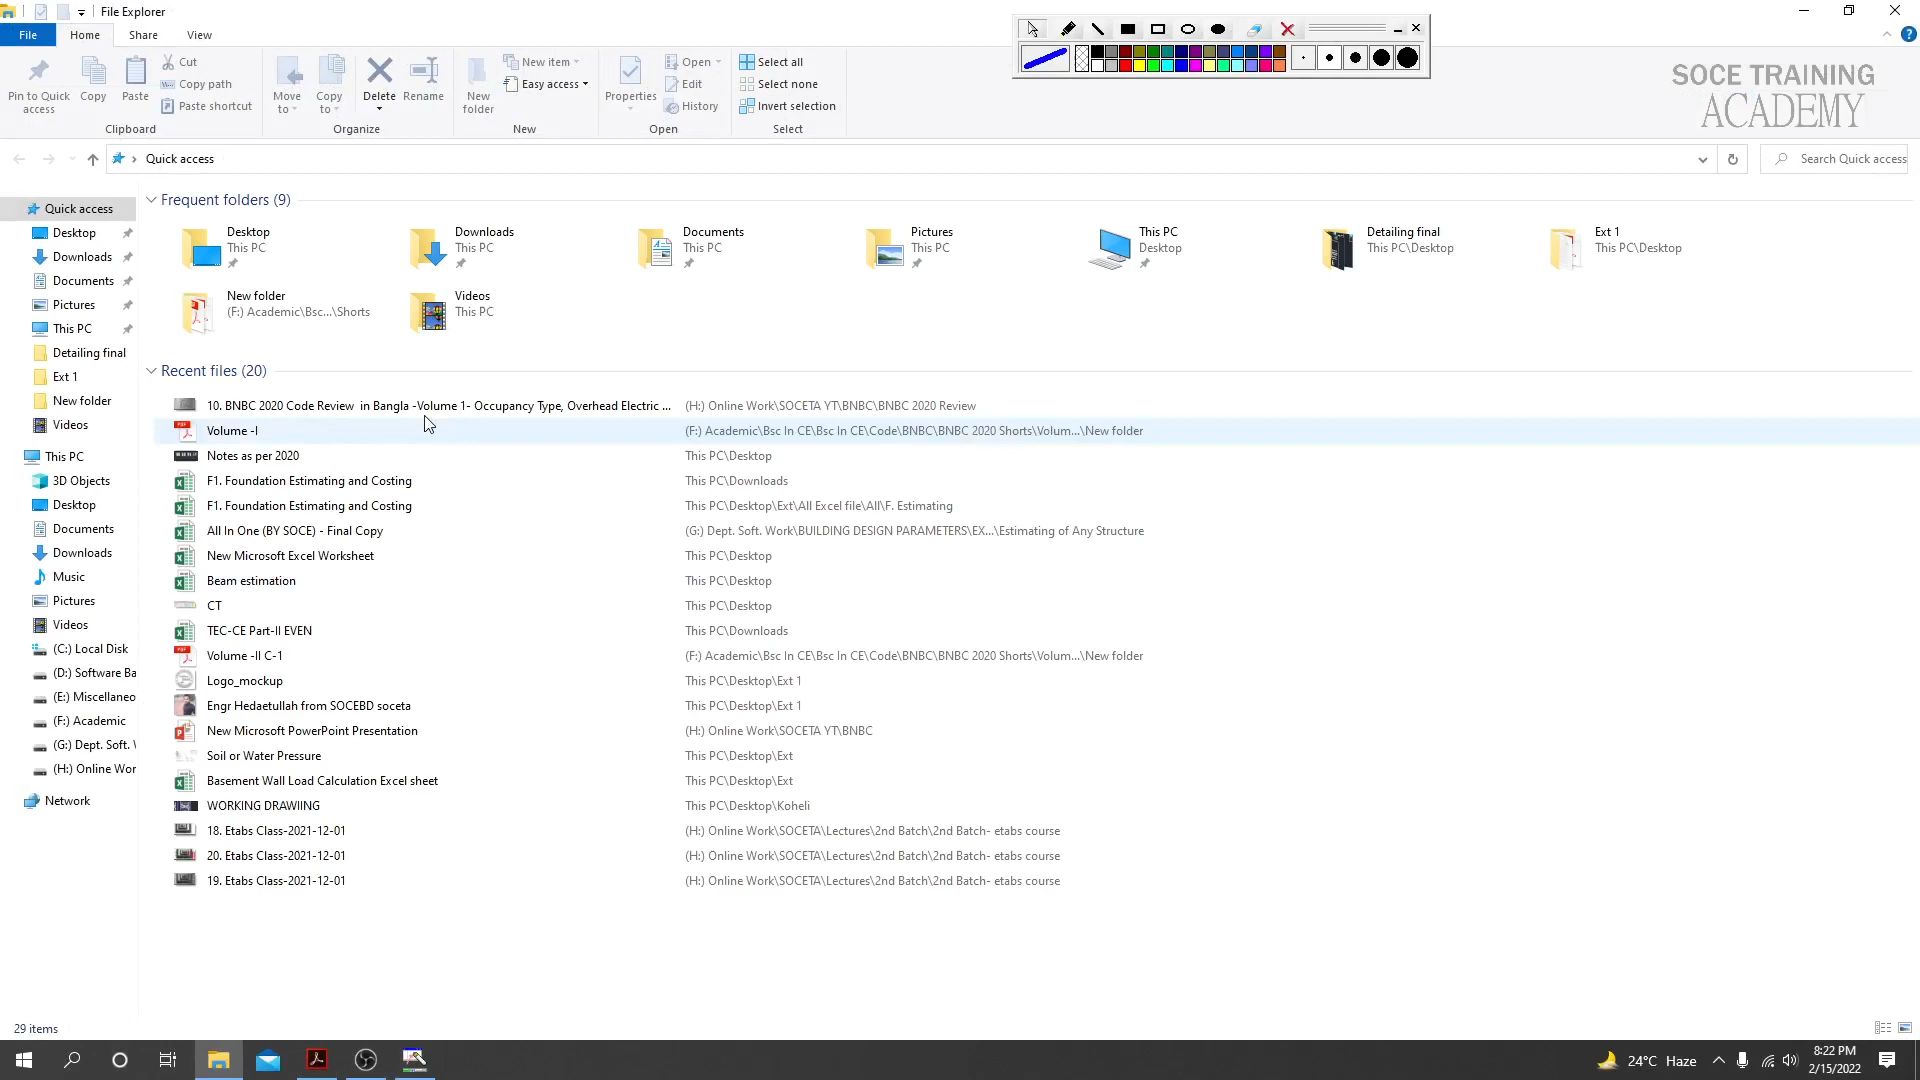 File Explorer
File Home Share View
SOCE TRAINING
ACADEMY
Pin to Quick access
Copy
Paste
Cut
Copy path
Paste shortcut
Clipboard
Move to
Copy to
Delete
Rename
Organize
New folder
New item
Easy access
New
Properties
Open
Edit
History
Open
Select all
Select none
Invert selection
Select
Quick access
Search Quick access
Quick access
Desktop
Downloads
Documents
Pictures
This PC
Detailing final
Ext 1
New folder
Videos
This PC
3D Objects
Desktop
Documents
Downloads
Music
Pictures
Videos
(C:) Local Disk
(D:) Software Ba
(E:) Miscellaneo
(F:) Academic
(G:) Dept. Soft.
(H:) Online Wor
Network
Frequent folders (9)
Desktop
This PC
Downloads
This PC
Documents
This PC
Pictures
This PC
This PC
Desktop
Detailing final
This PC\Desktop
Ext 1
This PC\Desktop
New folder
(F:) Academic\Bsc...\Shorts
Videos
This PC
Recent files (20)
10. BNBC 2020 Code Review  in Bangla -Volume 1- Occupancy Type, Overhead Electric ... (H:) Online Work\SOCETA YT\BNBC\BNBC 2020 Review
Volume -I (F:) Academic\Bsc In CE\Bsc In CE\Code\BNBC\BNBC 2020 Shorts\Volum...\New folder
Notes as per 2020 This PC\Desktop
F1. Foundation Estimating and Costing This PC\Downloads
F1. Foundation Estimating and Costing This PC\Desktop\Ext\All Excel file\All\F. Estimating
All In One (BY SOCE) - Final Copy (G:) Dept. Soft. Work\BUILDING DESIGN PARAMETERS\EX...\Estimating of Any Structure
New Microsoft Excel Worksheet This PC\Desktop
Beam estimation This PC\Desktop
CT This PC\Desktop
TEC-CE Part-II EVEN This PC\Downloads
Volume -II C-1 (F:) Academic\Bsc In CE\Bsc In CE\Code\BNBC\BNBC 2020 Shorts\Volum...\New folder
Logo_mockup This PC\Desktop\Ext 1
Engr Hedaetullah from SOCEBD soceta This PC\Desktop\Ext 1
New Microsoft PowerPoint Presentation (H:) Online Work\SOCETA YT\BNBC
Soil or Water Pressure This PC\Desktop\Ext
Basement Wall Load Calculation Excel sheet This PC\Desktop\Ext
WORKING DRAWIING This PC\Desktop\Koheli
18. Etabs Class-2021-12-01 (H:) Online Work\SOCETA\Lectures\2nd Batch\2nd Batch- etabs course
20. Etabs Class-2021-12-01 (H:) Online Work\SOCETA\Lectures\2nd Batch\2nd Batch- etabs course
19. Etabs Class-2021-12-01 (H:) Online Work\SOCETA\Lectures\2nd Batch\2nd Batch- etabs course
29 items
24°C Haze
8:22 PM
2/15/2022